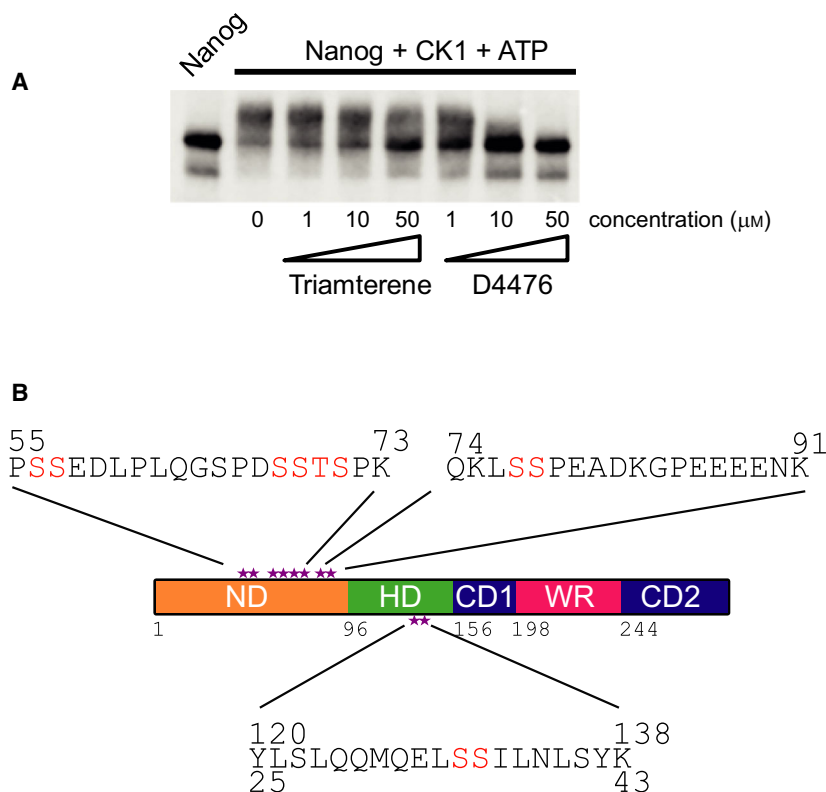 A
Nanog
Nanog + CK1 + ATP
0 1 10 50 1 10 50 concentration (μM)
Triamterene D4476
B
55 73 74 91
PSSEDLPLQGSPDSSTSPK QKLSSPEADKGPEEEENK
ND HD CD1 WR CD2
1 96 156 198 244
120 138
YLSLQQMQELSSILNLSYK
25 43